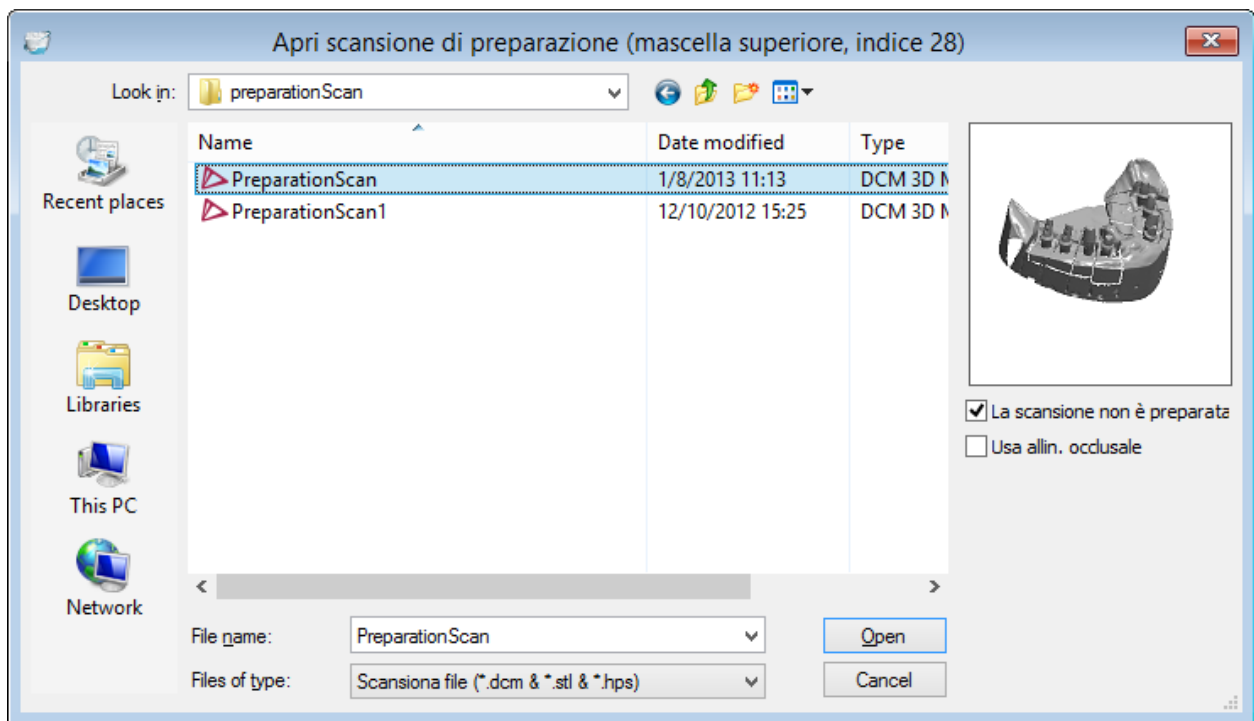 Apri scansione di preparazione (mascella superiore, indice 28)
Look in: preparationScan
Name Date modified Type
PreparationScan 1/8/2013 11:13 DCM 3D M
PreparationScan1 12/10/2012 15:25 DCM 3D M
Recent places
Desktop
Libraries
This PC
Network
La scansione non è preparata
Usa allin. occlusale
File name: PreparationScan Open
Files of type: Scansiona file (*.dcm & *.stl & *.hps) Cancel